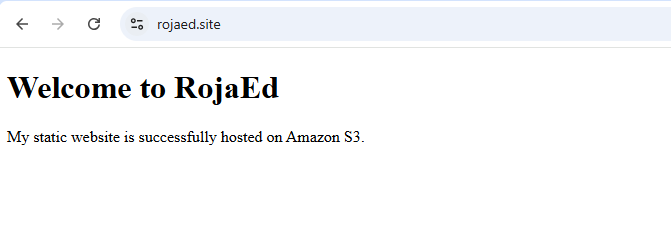 rojaed.site
Welcome to RojaEd
My static website is successfully hosted on Amazon S3.